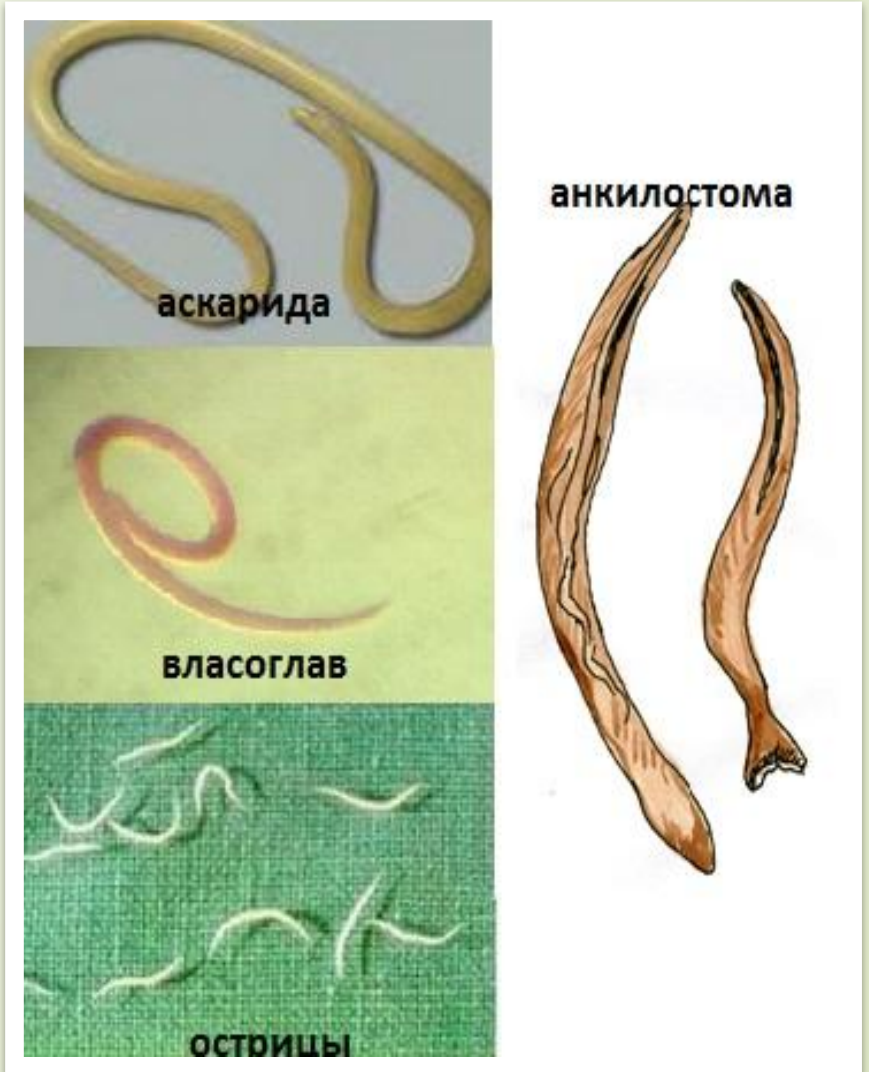 аскарида
анкилостома
власоглав
острицы